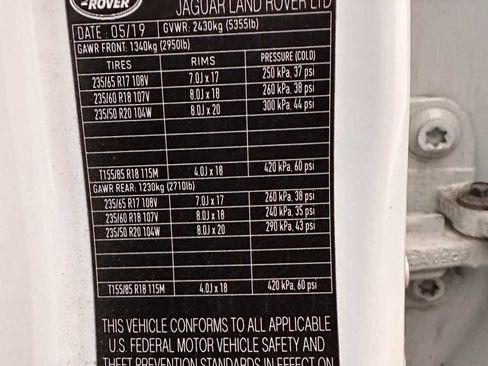 ROVER
JAGUAR LAND ROVER LTD
DATE : 05/19 GVWR: 2430kg (5355lb)
GAWR FRONT: 1340kg (2950lb)
TIRES RIMS PRESSURE (COLD)
235/65 R17 108V 7.0J x 17 250 kPa, 37 psi
235/60 R18 107V 8.0J x 18 260 kPa, 38 psi
235/50 R20 104W 8.0J x 20 300 kPa, 44 psi
T155/85 R18 115M 4.0J x 18 420 kPa, 60 psi
GAWR REAR: 1230kg (2710lb)
235/65 R17 108V 7.0J x 17 260 kPa, 38 psi
235/60 R18 107V 8.0J x 18 240 kPa, 35 psi
235/50 R20 104W 8.0J x 20 290 kPa, 43 psi
T155/85 R18 115M 4.0J x 18 420 kPa, 60 psi
THIS VEHICLE CONFORMS TO ALL APPLICABLE
U.S. FEDERAL MOTOR VEHICLE SAFETY AND
THEFT PREVENTION STANDARDS IN EFFECT ON